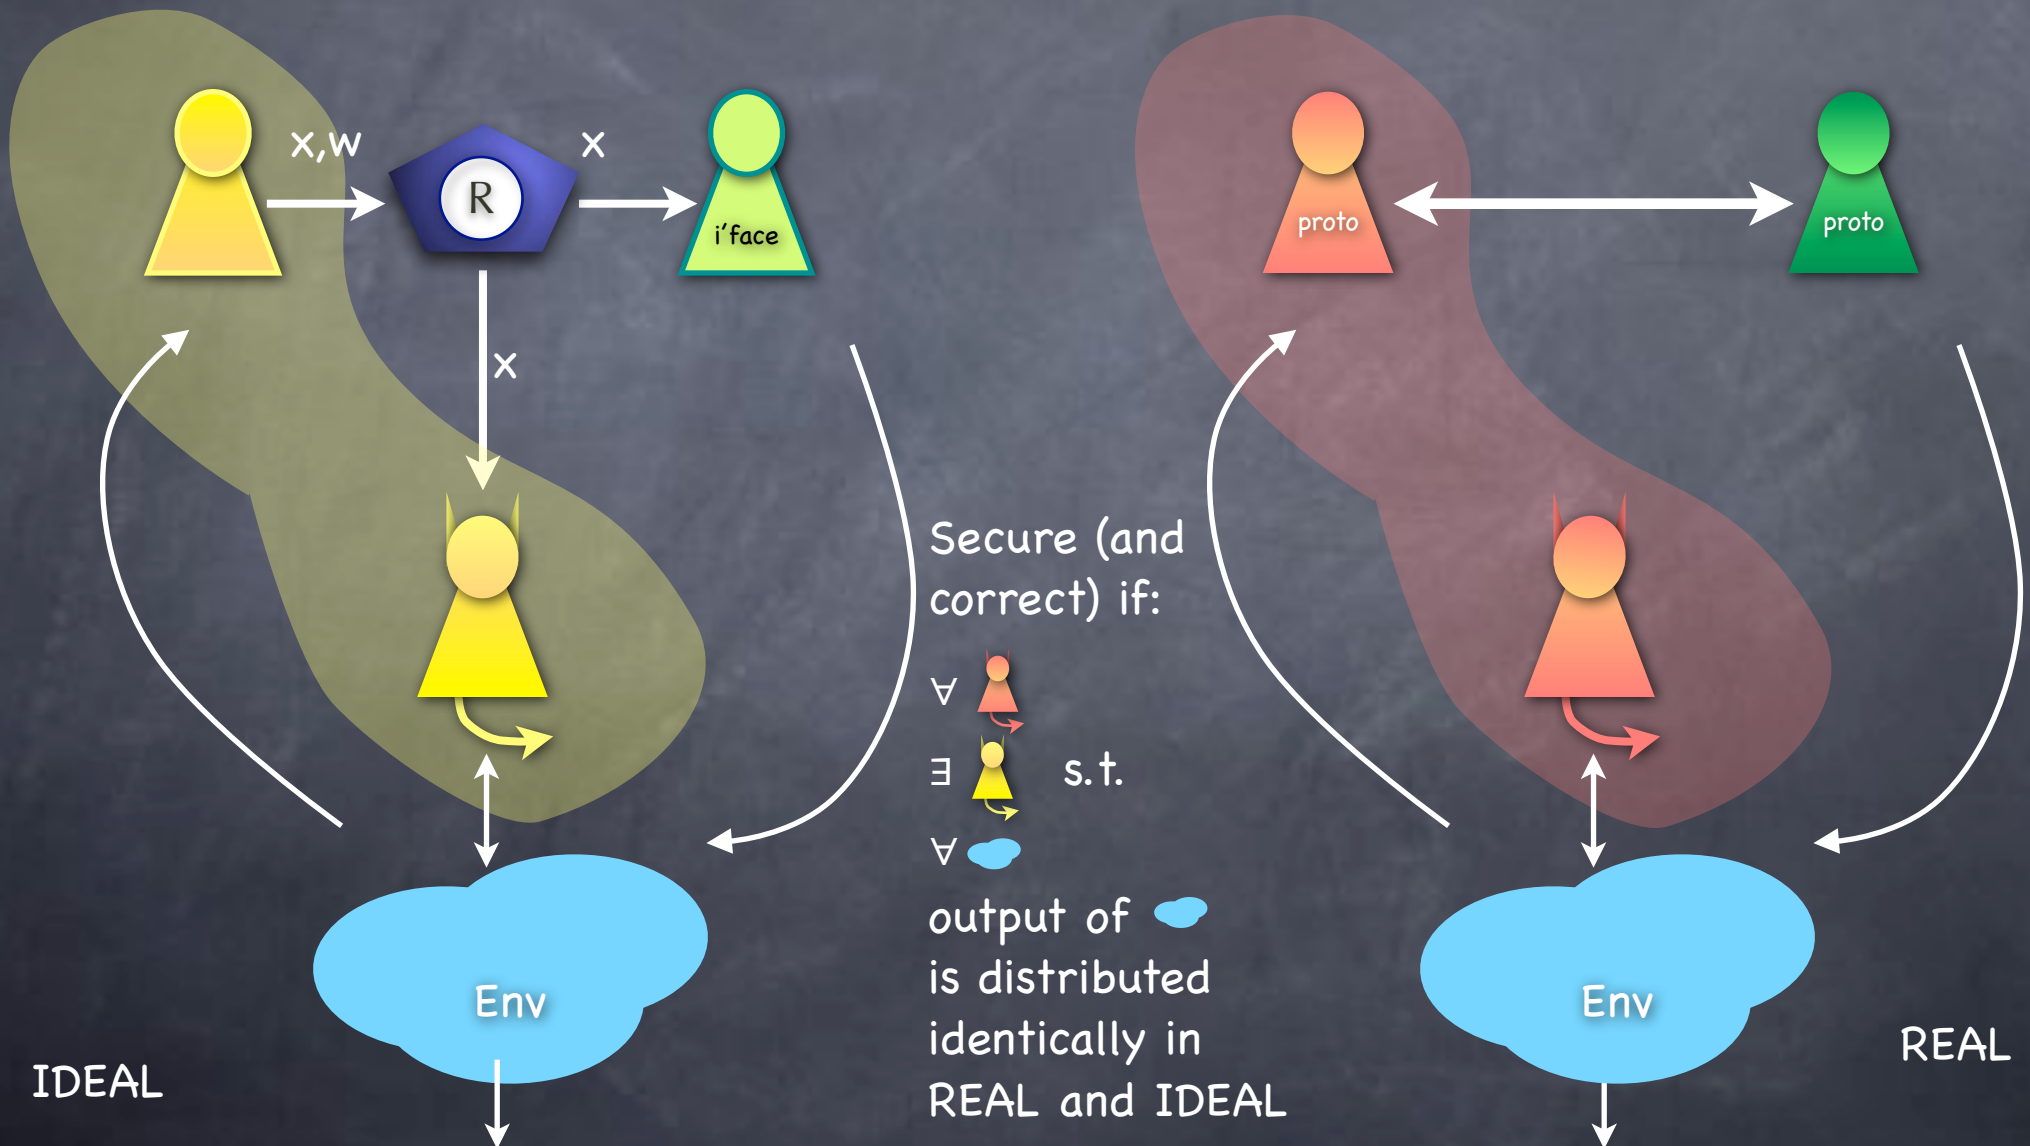 x,w
x
R
i'face
x
Env
IDEAL
Secure (and
correct) if:
∀
∃ s.t.
∀
output of
is distributed
identically in
REAL and IDEAL
proto
proto
Env
REAL